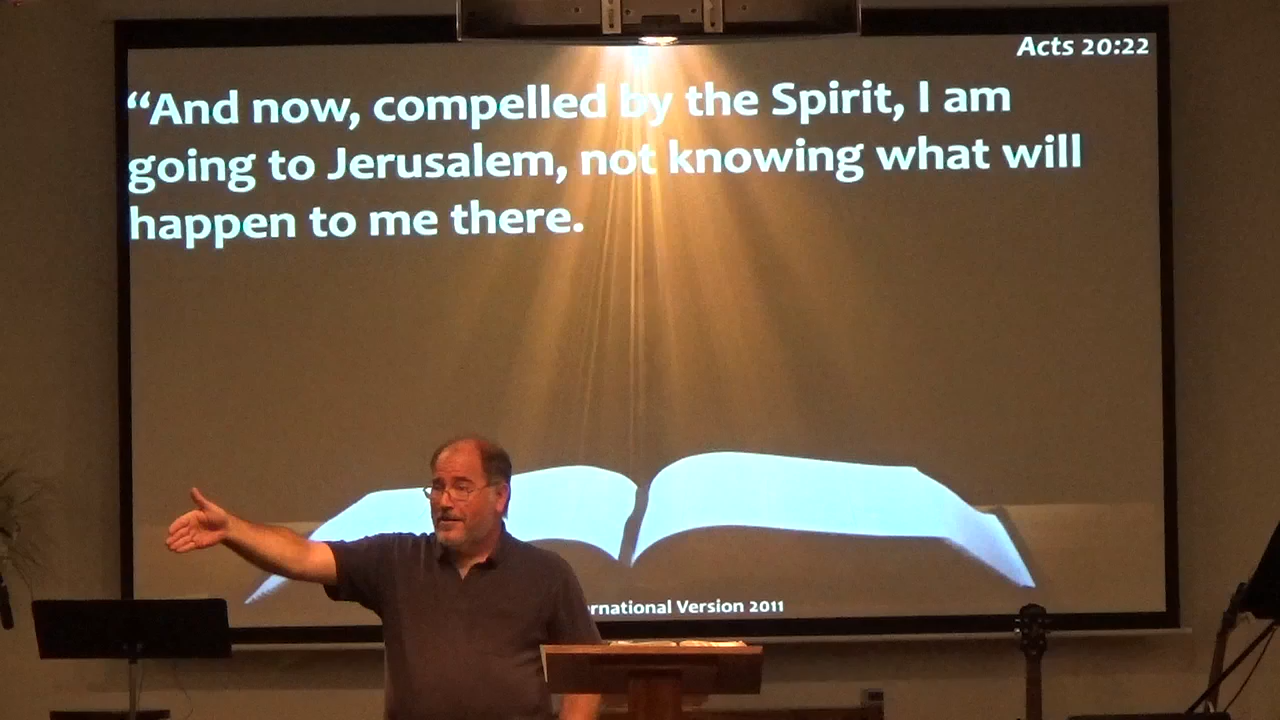 Acts 20:22
“And now, compelled by the Spirit, I am
going to Jerusalem, not knowing what will
happen to me there.
ernational Version 2011